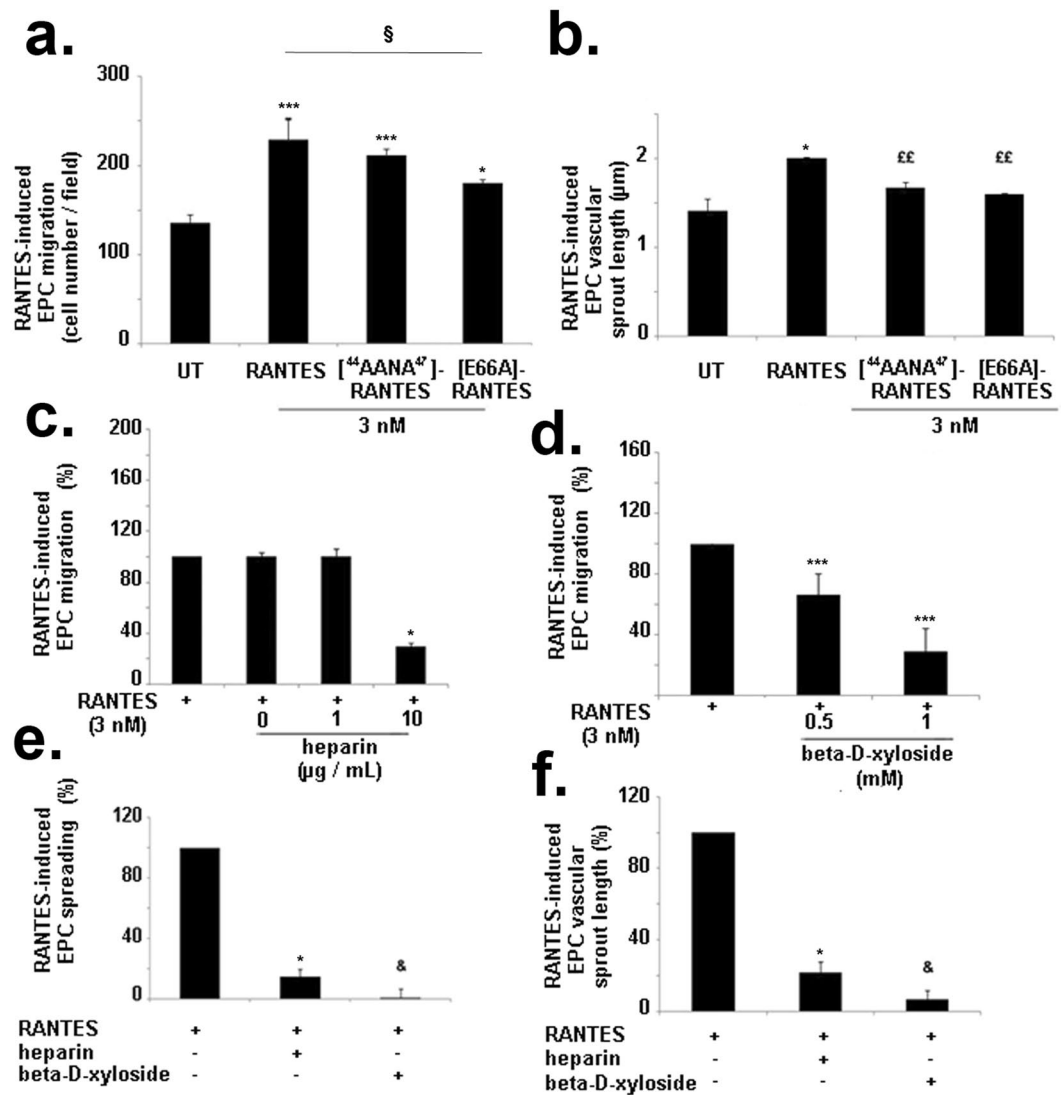 a.
§
300
200
100
0
RANTES-induced
EPC migration
(cell number / field)
***
***
*
UT
RANTES
[⁴⁴AANA⁴⁷]-
RANTES
[E66A]-
RANTES
3 nM
b.
2
1
0
RANTES-induced
EPC vascular
sprout length (µm)
*
££
££
UT
RANTES
[⁴⁴AANA⁴⁷]-
RANTES
[E66A]-
RANTES
3 nM
c.
200
160
120
80
40
0
RANTES-induced
EPC migration (%)
*
RANTES + + + +
(3 nM) 0 1 10
heparin
(µg / mL)
d.
160
120
80
40
RANTES-induced
EPC migration (%)
***
***
RANTES + + +
(3 nM) 0.5 1
beta-D-xyloside
(mM)
e.
120
80
40
0
RANTES-induced
EPC spreading (%)
*
&
RANTES + + +
heparin - + -
beta-D-xyloside - - +
f.
120
80
40
0
RANTES-induced
EPC vascular
sprout length (%)
*
&
RANTES + + +
heparin - + -
beta-D-xyloside - - +